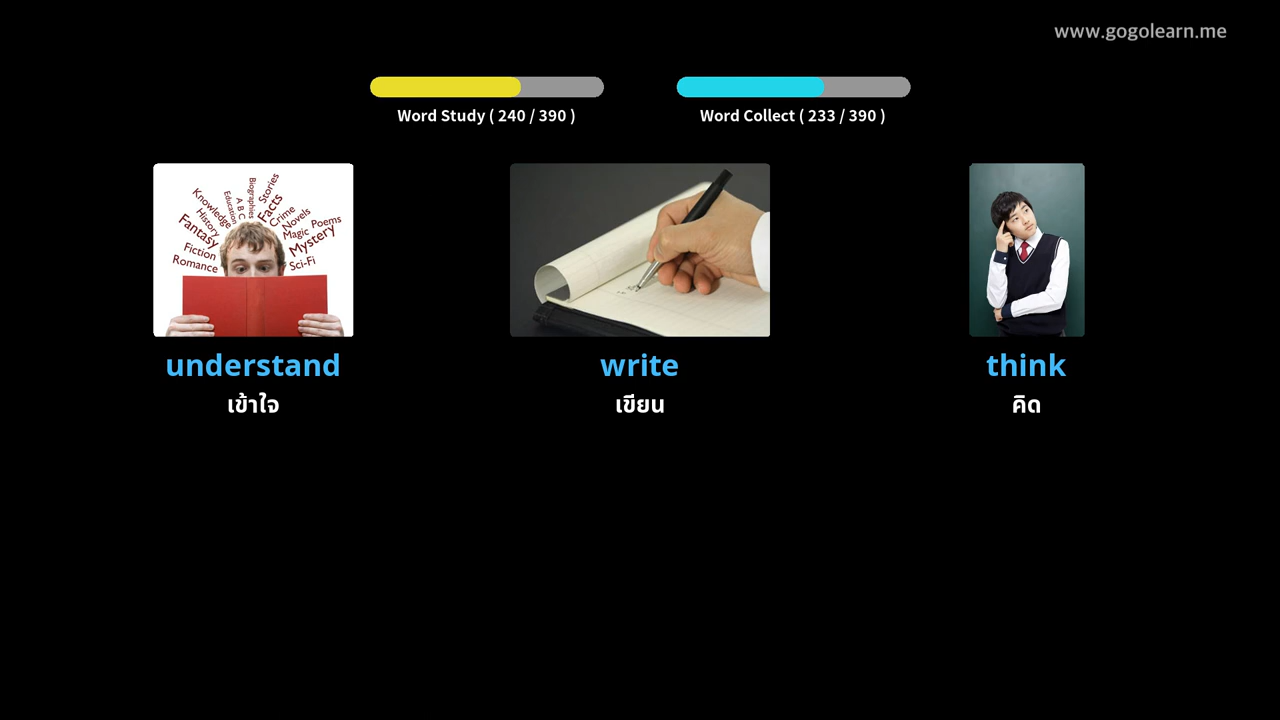 www.gogolearn.me
Word Study ( 240 / 390 )
Word Collect ( 233 / 390 )
Knowledge
History
Fantasy
Fiction
Romance
Education
A B C
Biographies
Stories
Facts
Crime
Novels
Magic
Poems
Mystery
Sci-Fi
understand
write
think
เข้าใจ
เขียน
คิด